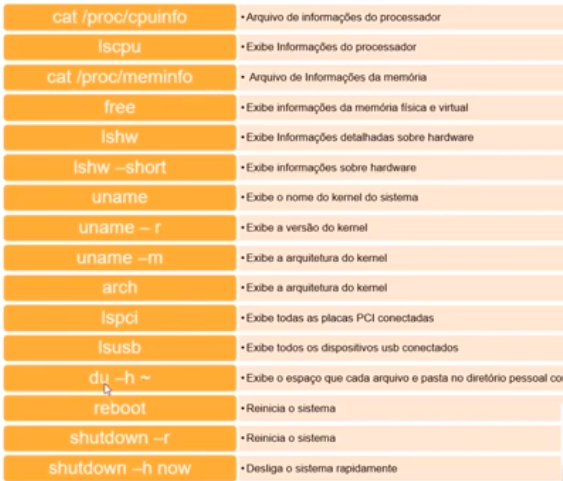 cat /proc/cpuinfo •Arquivo de informações do processador
lscpu •Exibe Informações do processador
cat /proc/meminfo • Arquivo de Informações da memória
free •Exibe informações da memória física e virtual
lshw •Exibe Informações detalhadas sobre hardware
lshw –short •Exibe informações sobre hardware
uname •Exibe o nome do kernel do sistema
uname – r •Exibe a versão do kernel
uname –m •Exibe a arquitetura do kernel
arch •Exibe a arquitetura do kernel
lspci •Exibe todas as placas PCI conectadas
lsusb •Exibe todos os dispositivos usb conectados
du –h ~ •Exibe o espaço que cada arquivo e pasta no diretório pessoal
reboot •Reinicia o sistema
shutdown –r •Reinicia o sistema
shutdown –h now •Desliga o sistema rapidamente